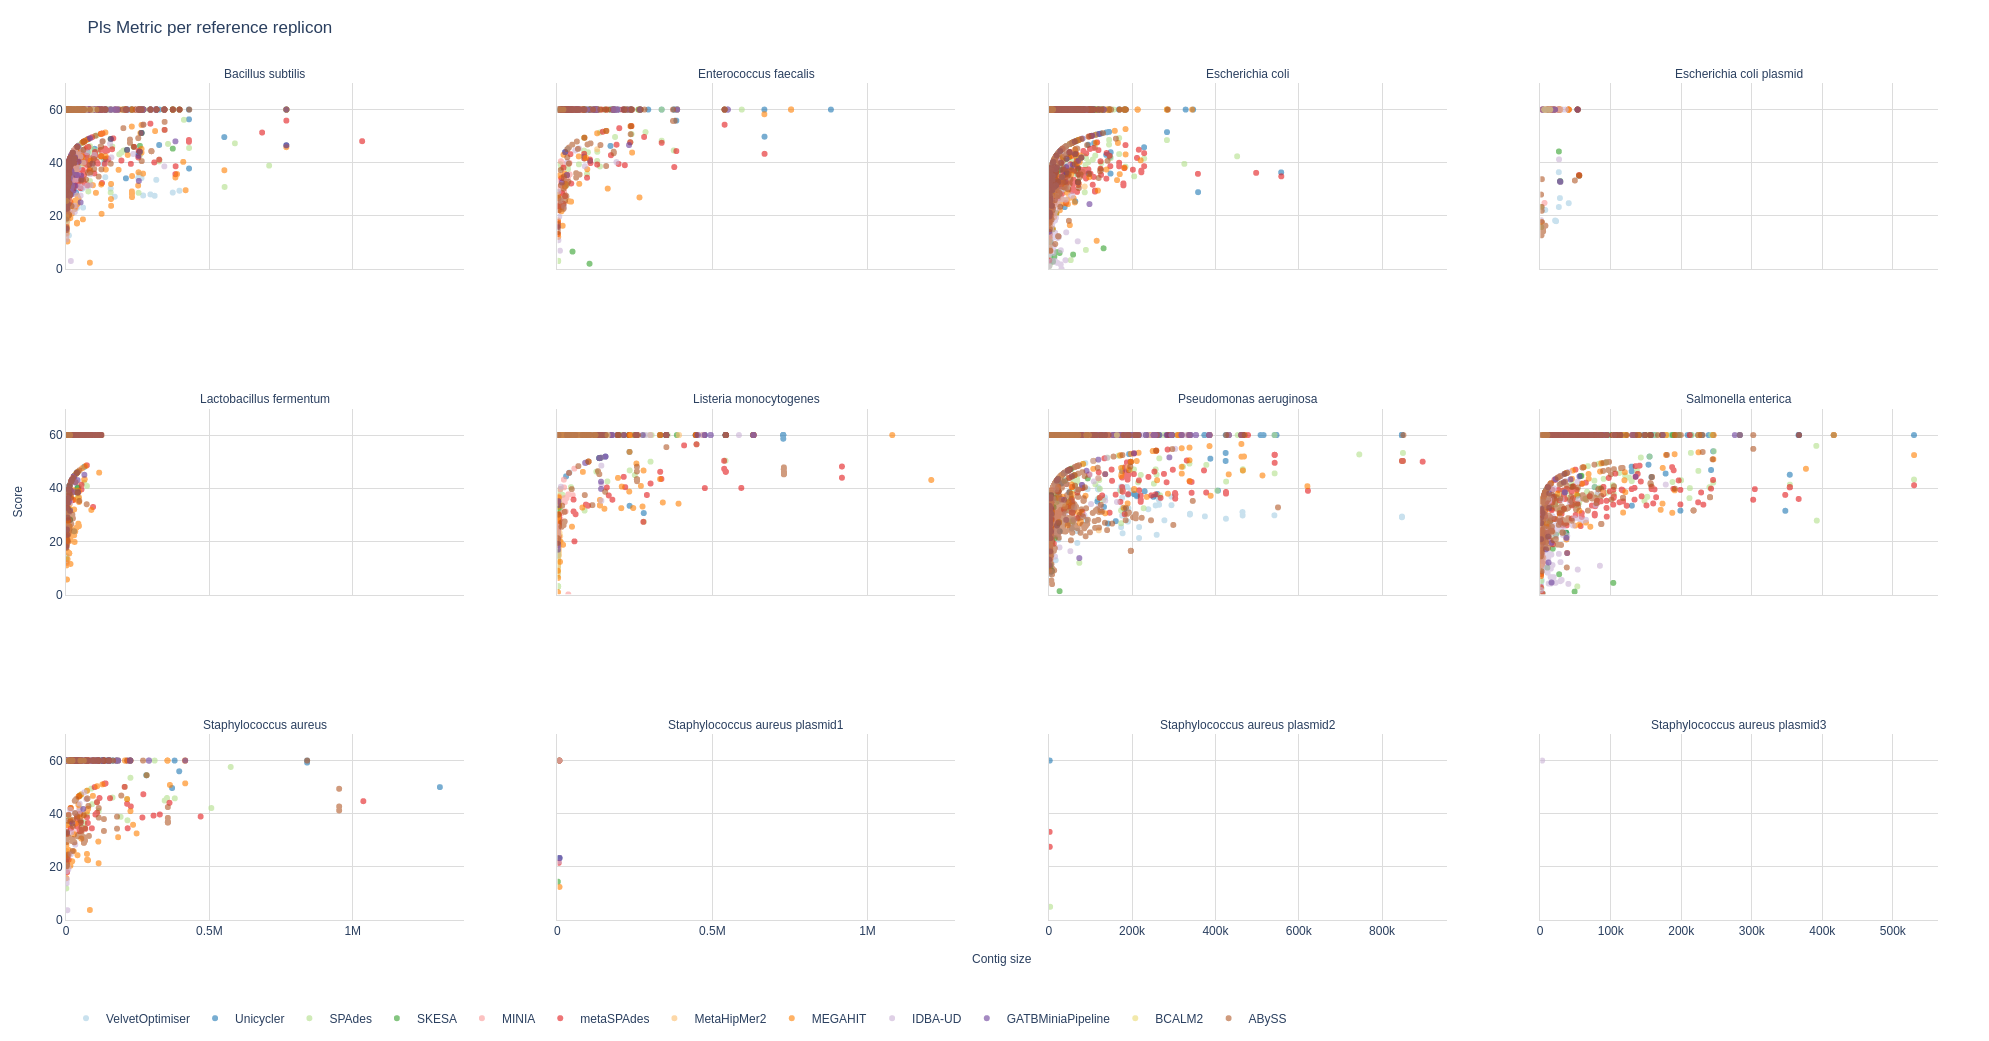 Pls Metric per reference replicon
Bacillus subtilis
Enterococcus faecalis
Escherichia coli
Escherichia coli plasmid
60
40
20
0
Lactobacillus fermentum
Listeria monocytogenes
Pseudomonas aeruginosa
Salmonella enterica
60
40
20
0
Score
Staphylococcus aureus
Staphylococcus aureus plasmid1
Staphylococcus aureus plasmid2
Staphylococcus aureus plasmid3
60
40
20
0
0 0.5M 1M
0 0.5M 1M
0 200k 400k 600k 800k
0 100k 200k 300k 400k 500k
Contig size
VelvetOptimiser Unicycler SPAdes SKESA MINIA metaSPAdes MetaHipMer2 MEGAHIT IDBA-UD GATBMiniaPipeline BCALM2 ABySS